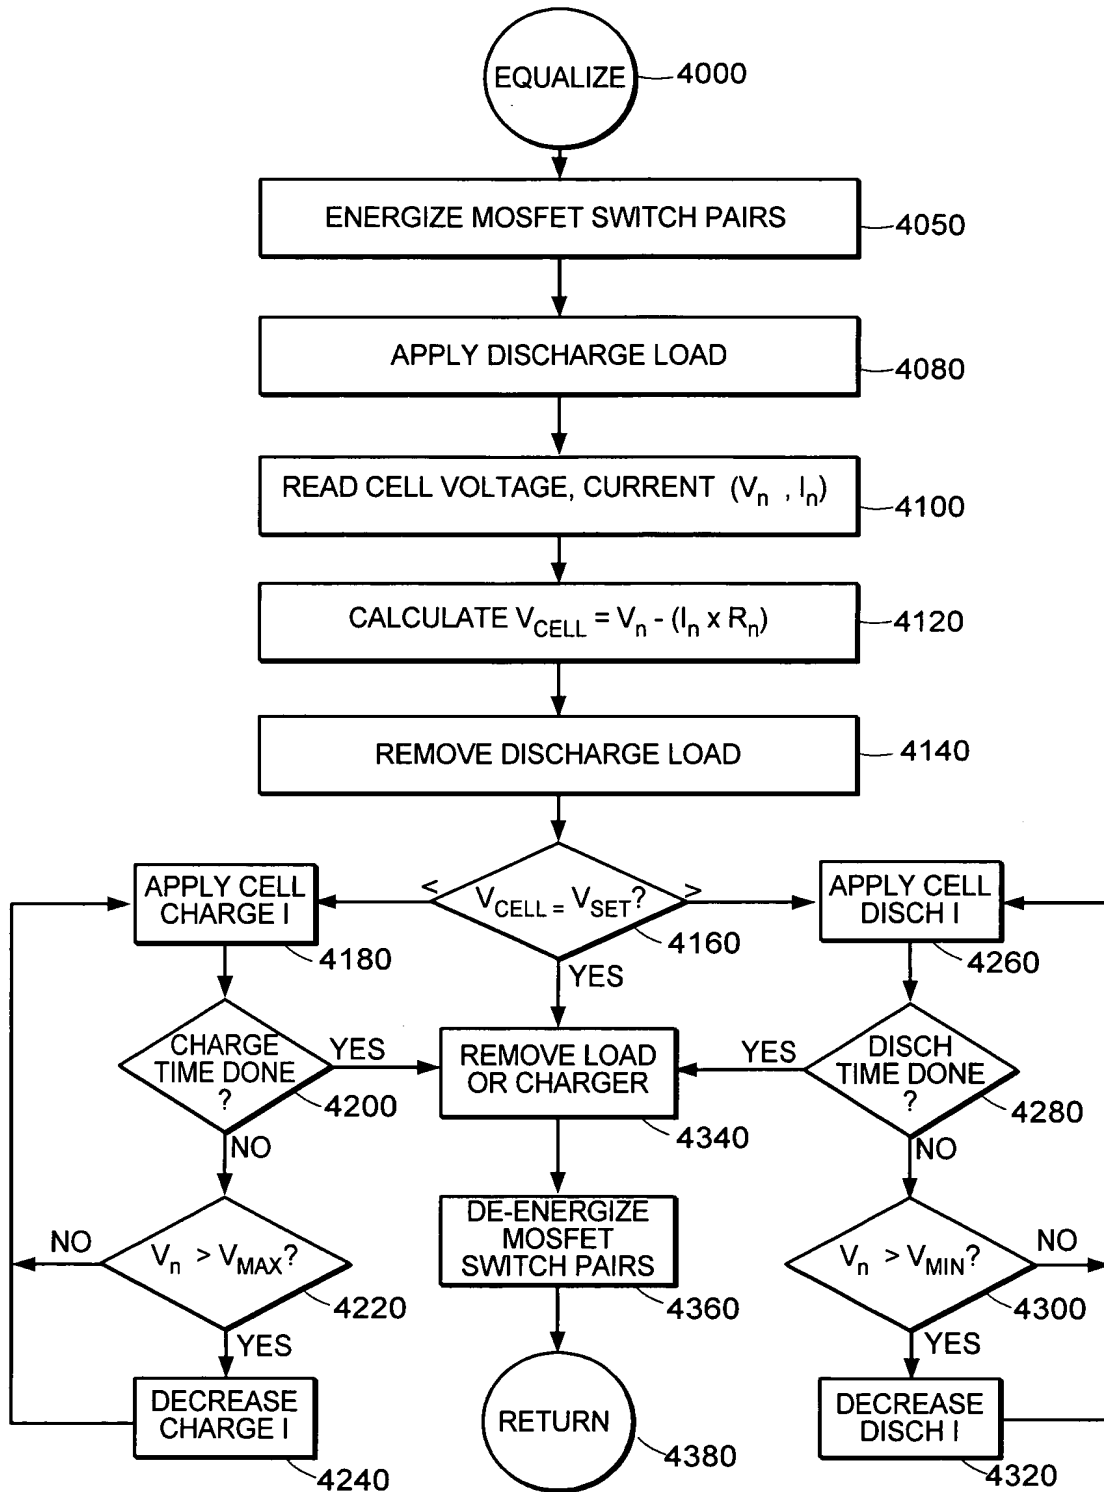 EQUALIZE
4000
ENERGIZE MOSFET SWITCH PAIRS
4050
APPLY DISCHARGE LOAD
4080
READ CELL VOLTAGE, CURRENT (Vn , In)
4100
CALCULATE VCELL = Vn - (In x Rn)
4120
REMOVE DISCHARGE LOAD
4140
<
VCELL = VSET?
>
4160
YES
APPLY CELL
CHARGE I
4180
APPLY CELL
DISCH I
4260
CHARGE
TIME DONE
?
4200
YES
NO
REMOVE LOAD
OR CHARGER
4340
YES
DISCH
TIME DONE
?
4280
NO
NO
Vn > VMAX?
4220
YES
DE-ENERGIZE
MOSFET
SWITCH PAIRS
4360
Vn > VMIN?
NO
4300
YES
DECREASE
CHARGE I
4240
RETURN
4380
DECREASE
DISCH I
4320